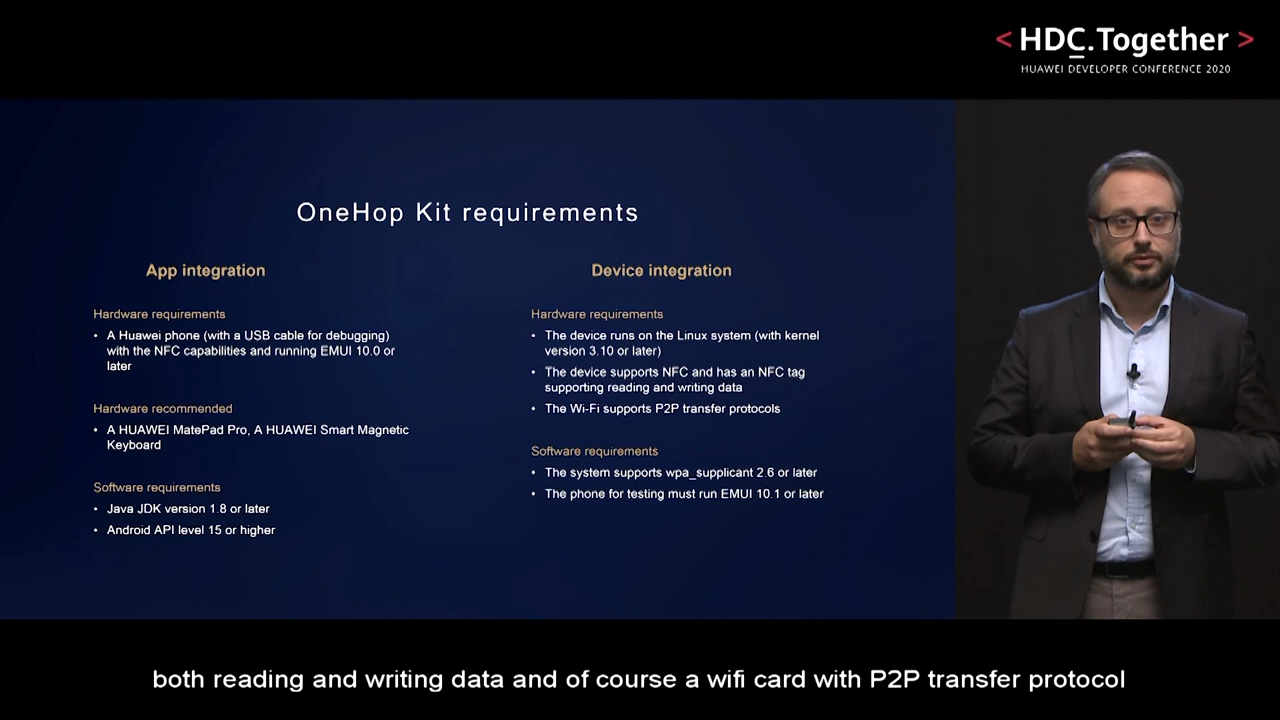 < HDC.Together >
HUAWEI DEVELOPER CONFERENCE 2020
OneHop Kit requirements
App integration
Hardware requirements
• A Huawei phone (with a USB cable for debugging)
with the NFC capabilities and running EMUI 10.0 or
later
Hardware recommended
• A HUAWEI MatePad Pro, A HUAWEI Smart Magnetic
Keyboard
Software requirements
• Java JDK version 1.8 or later
• Android API level 15 or higher
Device integration
Hardware requirements
• The device runs on the Linux system (with kernel
version 3.10 or later)
• The device supports NFC and has an NFC tag
supporting reading and writing data
• The Wi-Fi supports P2P transfer protocols
Software requirements
• The system supports wpa_supplicant 2.6 or later
• The phone for testing must run EMUI 10.1 or later
both reading and writing data and of course a wifi card with P2P transfer protocol